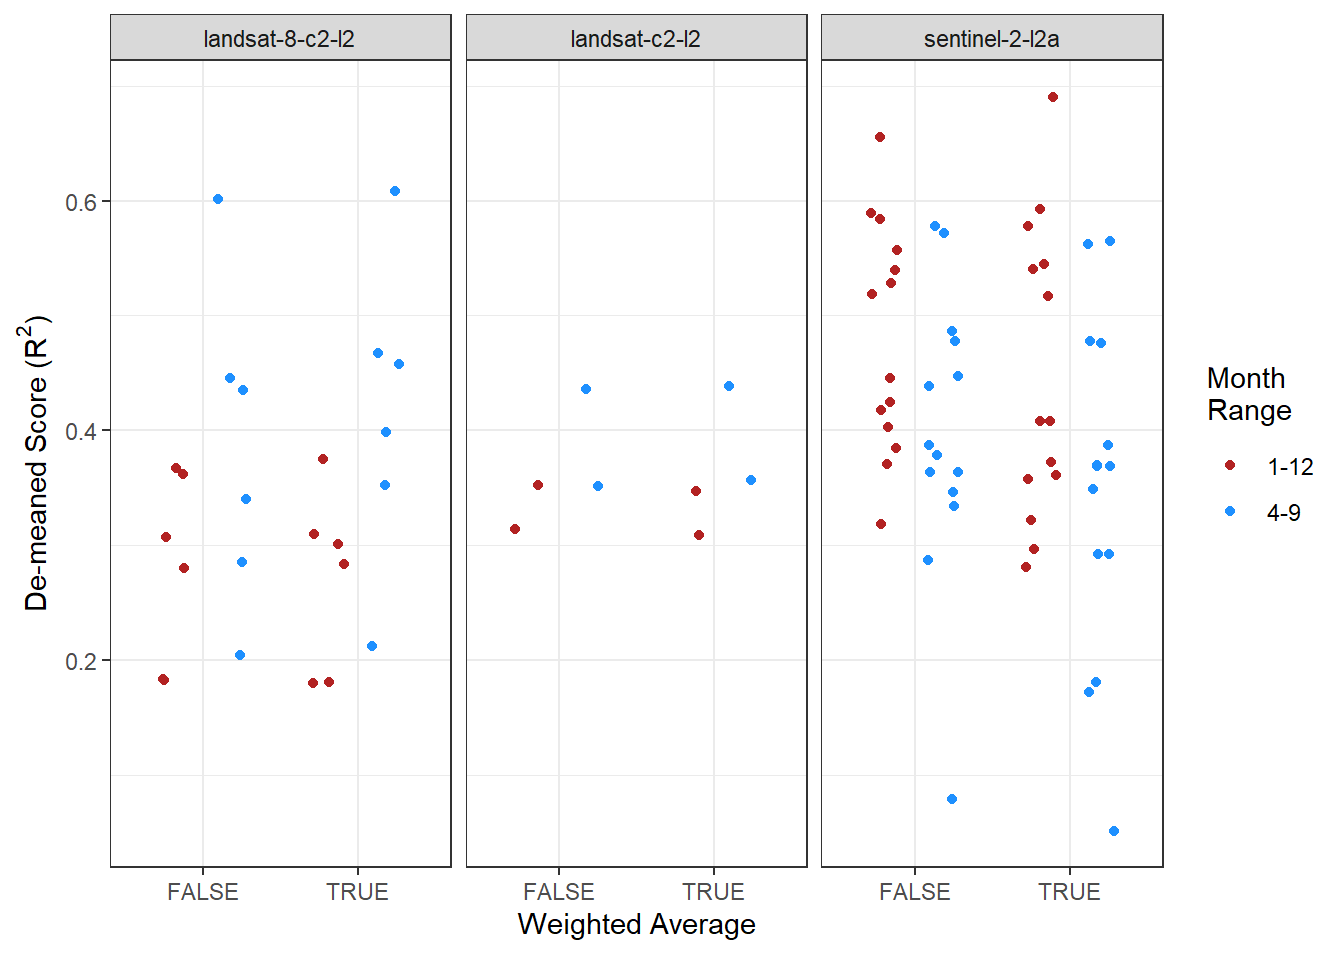 landsat-8-c2-l2
landsat-c2-l2
sentinel-2-l2a
De-meaned Score (R²)
0.6
0.4
0.2
FALSE
TRUE
FALSE
TRUE
FALSE
TRUE
Weighted Average
Month
Range
1-12
4-9